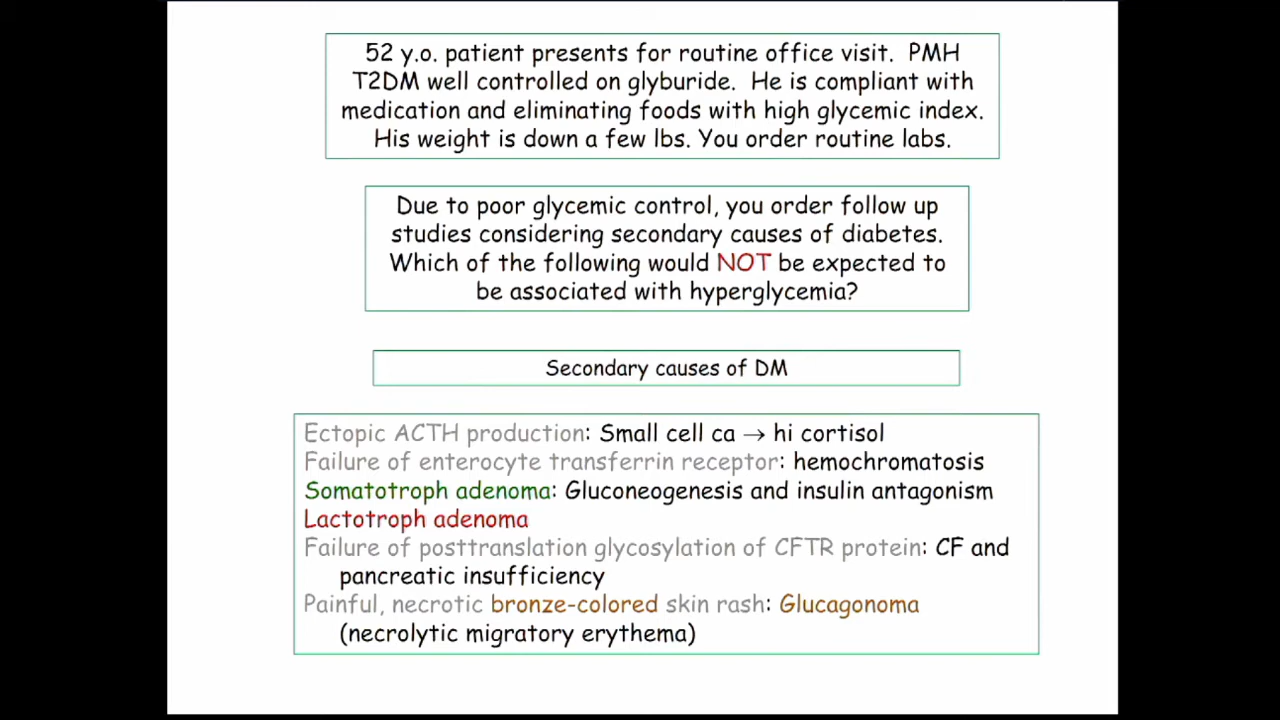 52 y.o. patient presents for routine office visit. PMH
T2DM well controlled on glyburide. He is compliant with
medication and eliminating foods with high glycemic index.
His weight is down a few lbs. You order routine labs.
Due to poor glycemic control, you order follow up
studies considering secondary causes of diabetes.
Which of the following would NOT be expected to
be associated with hyperglycemia?
Secondary causes of DM
Ectopic ACTH production: Small cell ca → hi cortisol
Failure of enterocyte transferrin receptor: hemochromatosis
Somatotroph adenoma: Gluconeogenesis and insulin antagonism
Lactotroph adenoma
Failure of posttranslation glycosylation of CFTR protein: CF and
pancreatic insufficiency
Painful, necrotic bronze-colored skin rash: Glucagonoma
(necrolytic migratory erythema)